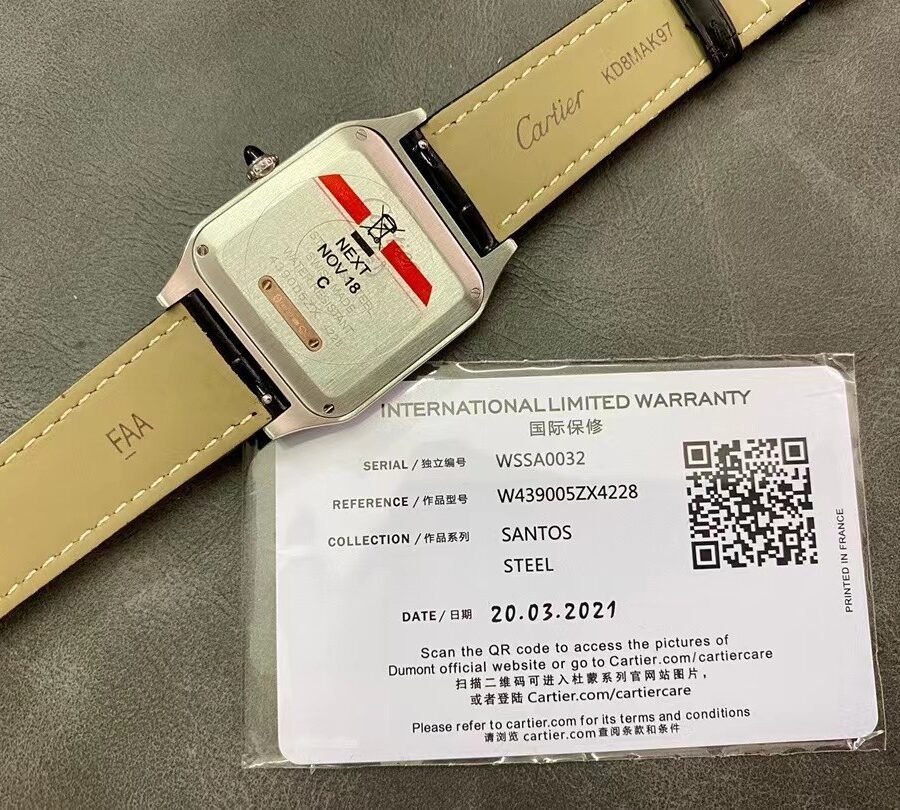 Cartier KD8MAK97
NEXT
NOV 18
C
FAA
INTERNATIONAL LIMITED WARRANTY
国际保修
SERIAL / 独立编号 WSSA0032
REFERENCE / 作品型号 W439005ZX4228
COLLECTION / 作品系列 SANTOS
STEEL
DATE / 日期 20.03.2021
Scan the QR code to access the pictures of
Dumont official website or go to Cartier.com/cartiercare
扫描二维码可进入杜蒙系列官网站图片，
或者登陆 Cartier.com/cartiercare
Please refer to cartier.com for its terms and conditions
请浏览 cartier.com 查阅条款和条件
PRINTED IN FRANCE